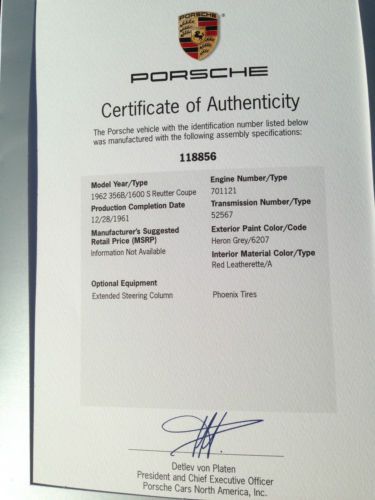 PORSCHE
PORSCHE
Certificate of Authenticity
The Porsche vehicle with the identification number listed below
was manufactured with the following assembly specifications:
118856
Model Year/Type
1962 356B/1600 S Reutter Coupe
Production Completion Date
12/28/1961
Manufacturer's Suggested
Retail Price (MSRP)
Information Not Available
Engine Number/Type
701121
Transmission Number/Type
52567
Exterior Paint Color/Code
Heron Grey/6207
Interior Material Color/Type
Red Leatherette/A
Optional Equipment
Extended Steering Column
Phoenix Tires
Detlev von Platen
President and Chief Executive Officer
Porsche Cars North America, Inc.